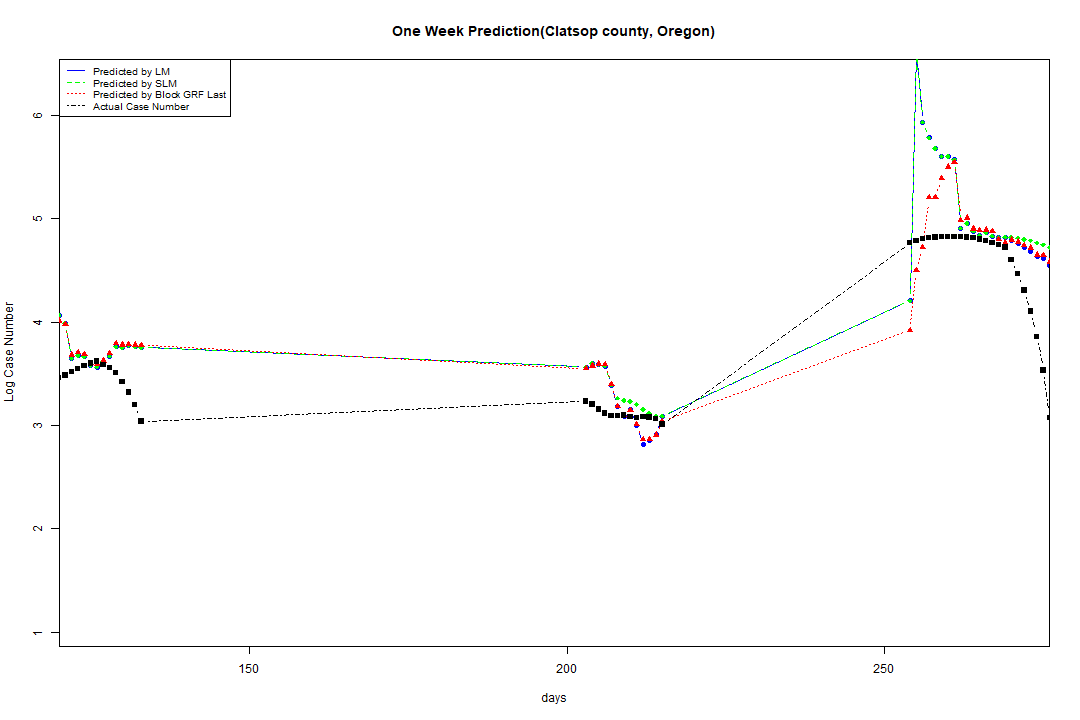 One Week Prediction(Clatsop county, Oregon)
Predicted by LM
Predicted by SLM
Predicted by Block GRF Last
Actual Case Number
6
5
4
3
2
1
Log Case Number
150 200 250
days